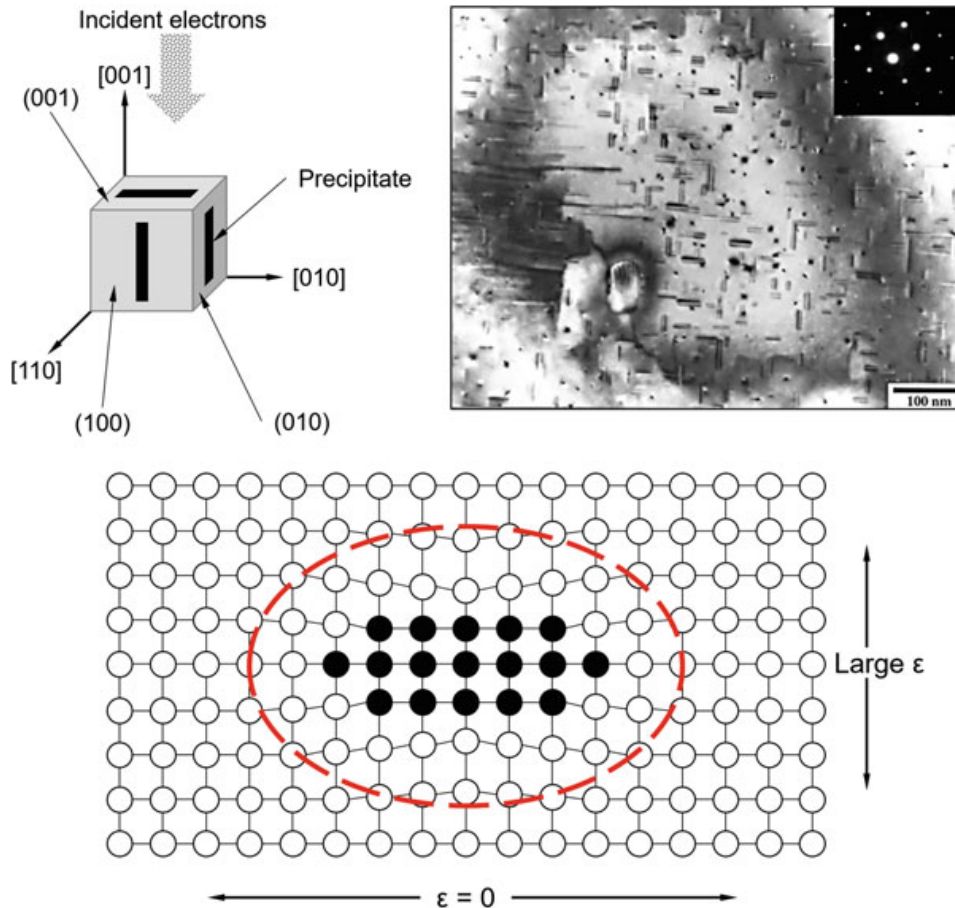 Incident electrons
[001]
(001)
Precipitate
[010]
[110]
(100)
(010)
100 nm
Large ε
ε = 0